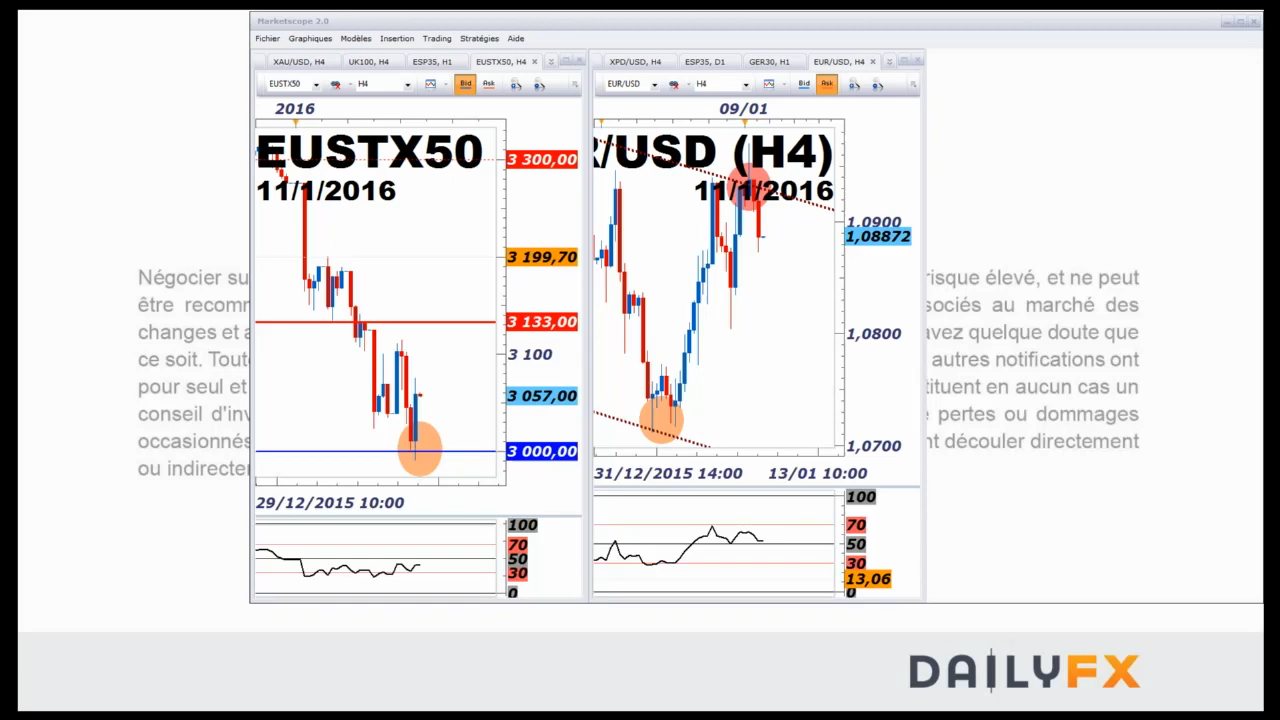 Marketscope 2.0
Fichier Graphiques Modèles Insertion Trading Stratégies Aide
XAU/USD, H4 UK100, H4 ESP35, H1 EUSTX50, H4
XPD/USD, H4 ESP35, D1 GER30, H1 EUR/USD, H4
EUSTX50 H4 Bid Ask
EUR/USD H4 Bid Ask
2016
09/01
EUSTX50
11/1/2016
3 300,00
3 199,70
3 133,00
3 100
3 057,00
3 000,00
29/12/2015 10:00
100
70
50
30
0
R/USD (H4)
11/1/2016
1,0900
1,08872
1,0800
1,0700
31/12/2015 14:00 13/01 10:00
100
70
50
30
13,06
0
Négocier su risque élevé, et ne peut
être recomm sociés au marché des
changes et a avez quelque doute que
ce soit. Tout autres notifications ont
pour seul et tituent en aucun cas un
conseil d'inv pertes ou dommages
occasionnés nt découler directement
ou indirecter
DAILYFX